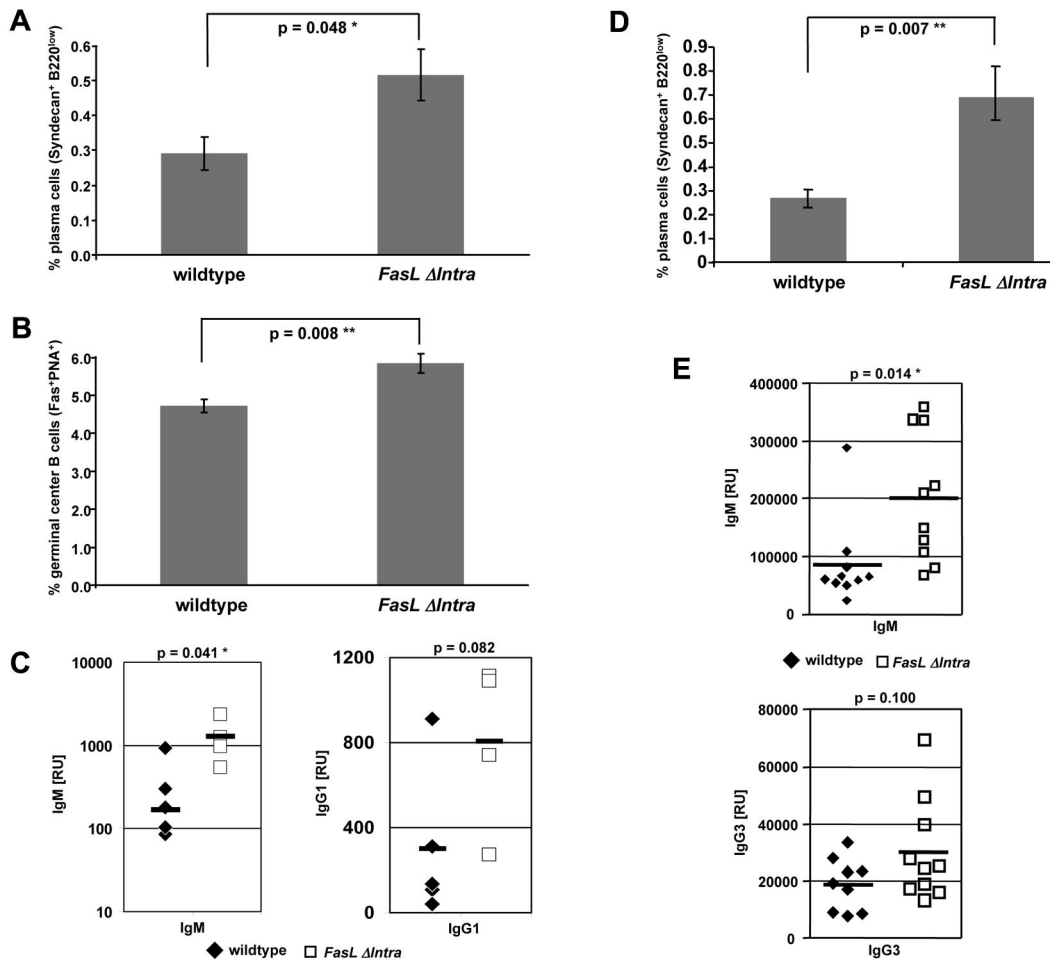 A
p = 0.048 *
% plasma cells (Syndecan⁺ B220ˡᵒʷ)
0.6
0.5
0.4
0.3
0.2
0.1
0.0
wildtype
FasL ΔIntra
B
p = 0.008 **
% germinal center B cells (Fas⁺PNA⁺)
6.0
5.0
4.0
3.0
2.0
1.0
0.0
wildtype
FasL ΔIntra
C
p = 0.041 *
IgM [RU]
10000
1000
100
10
IgM
p = 0.082
IgG1 [RU]
1200
800
400
0
IgG1
wildtype
FasL ΔIntra
D
p = 0.007 **
% plasma cells (Syndecan⁺ B220ˡᵒʷ)
0.9
0.8
0.7
0.6
0.5
0.4
0.3
0.2
0.1
0
wildtype
FasL ΔIntra
E
p = 0.014 *
IgM [RU]
400000
300000
200000
100000
0
IgM
wildtype
FasL ΔIntra
p = 0.100
IgG3 [RU]
80000
60000
40000
20000
0
IgG3